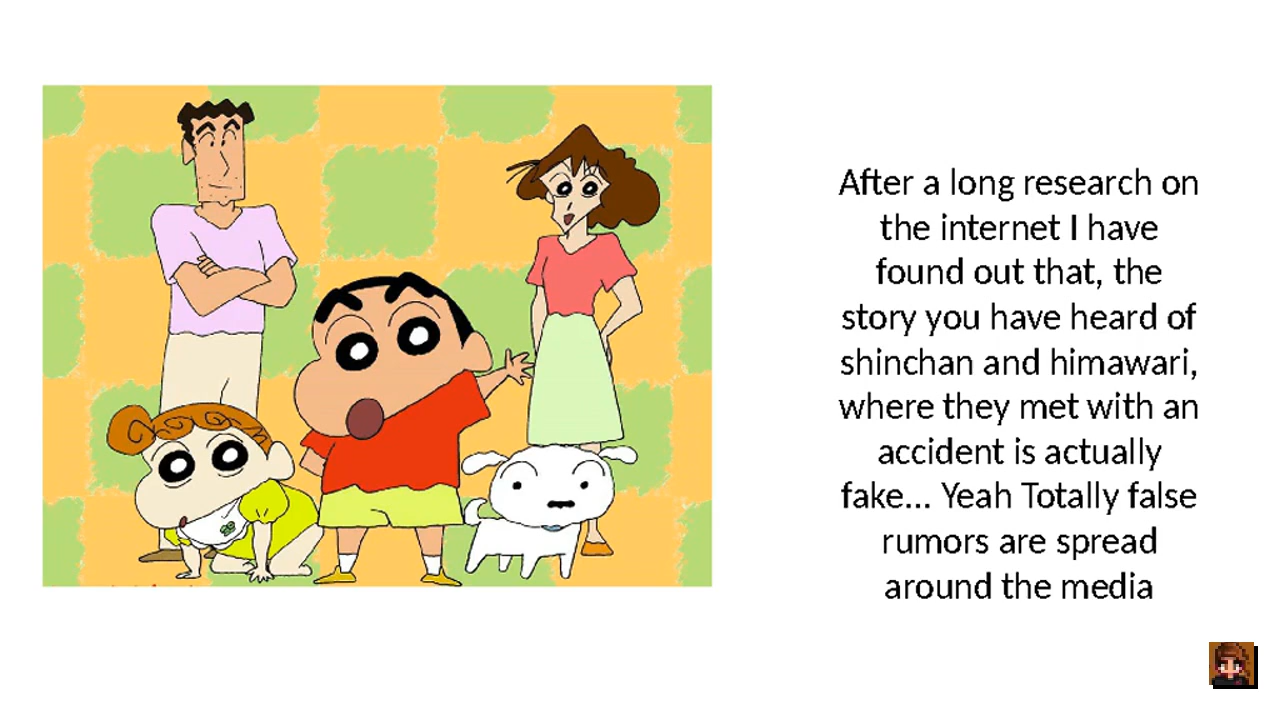 After a long research on
the internet I have
found out that, the
story you have heard of
shinchan and himawari,
where they met with an
accident is actually
fake... Yeah Totally false
rumors are spread
around the media